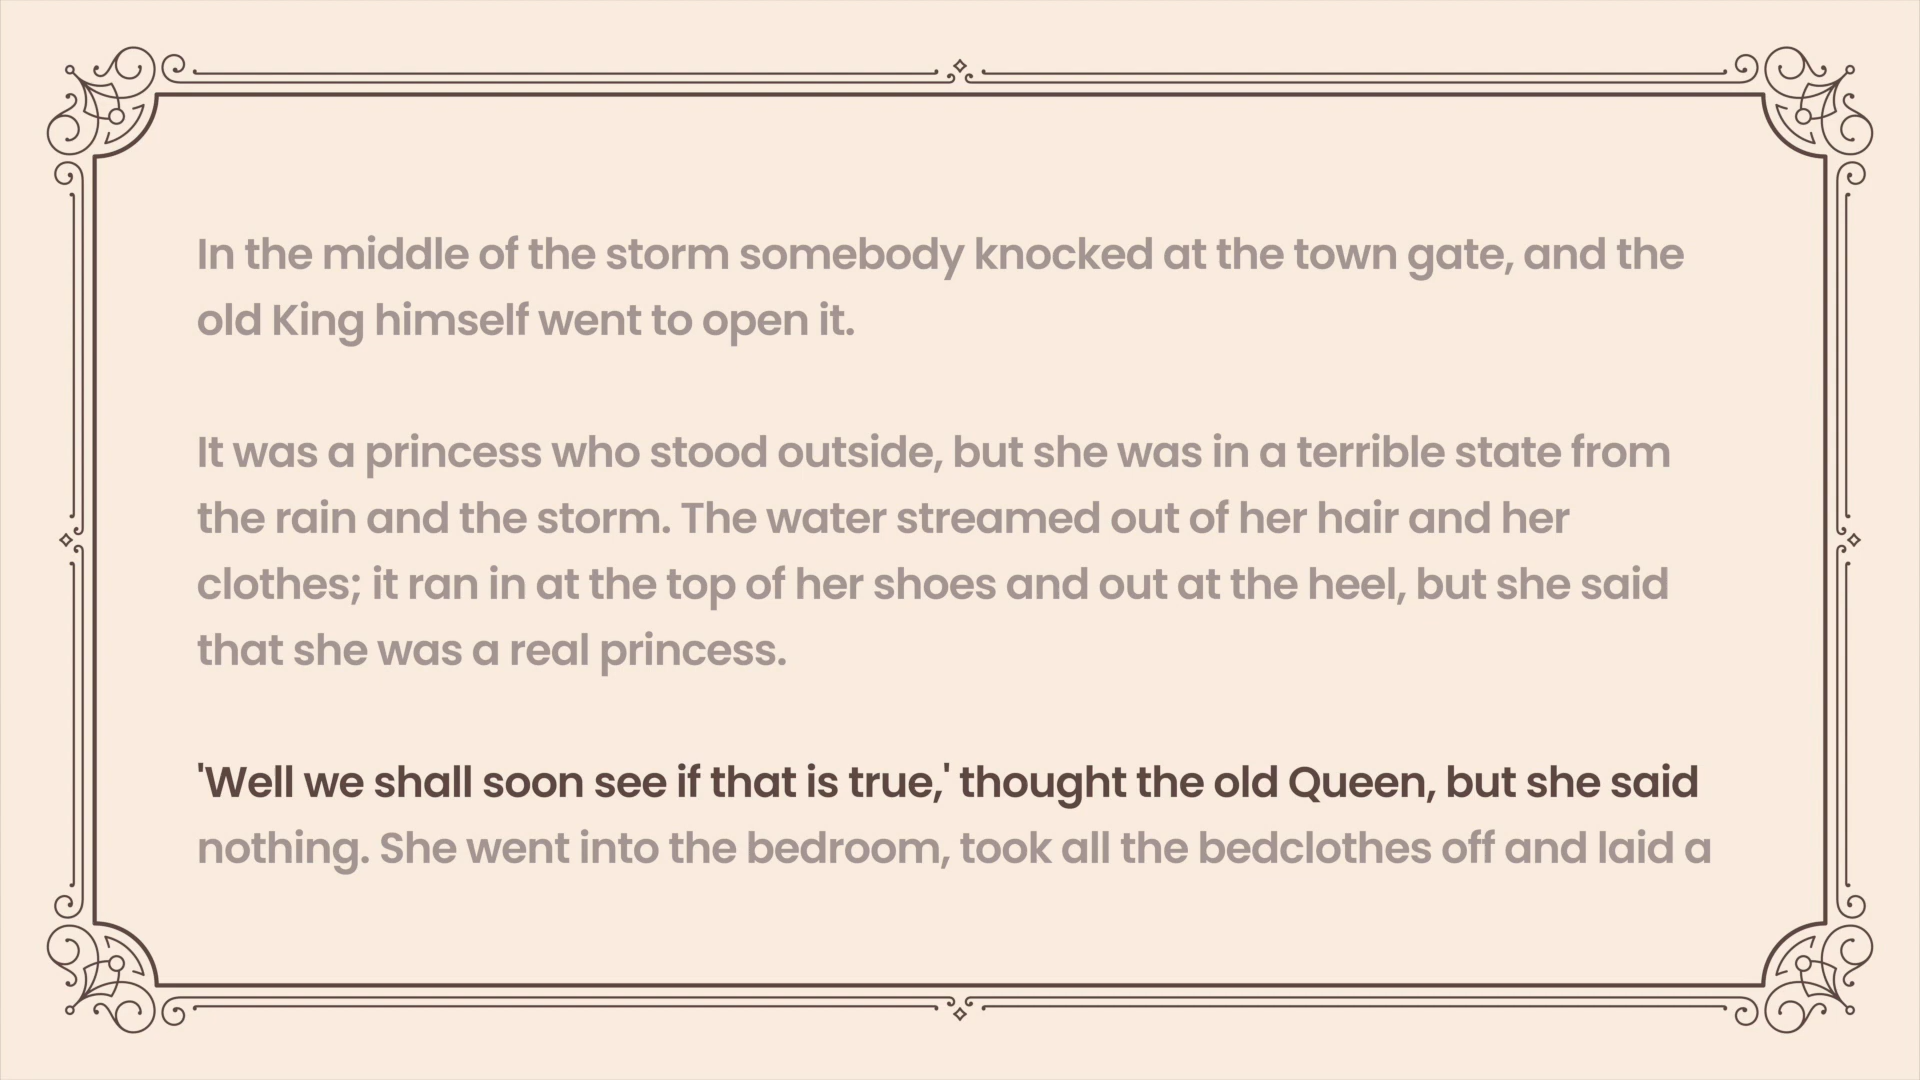 In the middle of the storm somebody knocked at the town gate, and the
old King himself went to open it.
It was a princess who stood outside, but she was in a terrible state from
the rain and the storm. The water streamed out of her hair and her
clothes; it ran in at the top of her shoes and out at the heel, but she said
that she was a real princess.
'Well we shall soon see if that is true,' thought the old Queen, but she said
nothing. She went into the bedroom, took all the bedclothes off and laid a